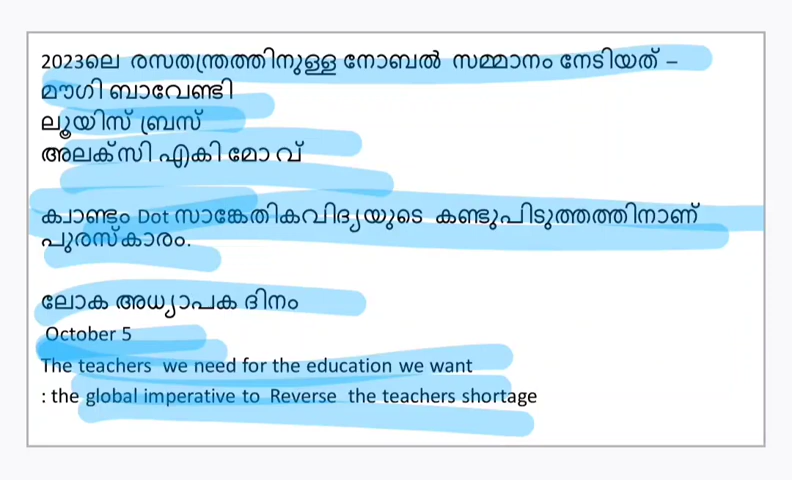 2023ലെ രസതന്ത്രത്തിനുള്ള നോബൽ സമ്മാനം നേടിയത് –
മൗഗി ബാവേണ്ടി
ലൂയിസ് ബ്രസ്
അലക്സി എകിമോവ്
ക്വാണ്ടം Dot സാങ്കേതികവിദ്യയുടെ കണ്ടുപിടുത്തത്തിനാണ്
പുരസ്കാരം.
ലോക അധ്യാപക ദിനം
October 5
The teachers we need for the education we want
: the global imperative to Reverse the teachers shortage